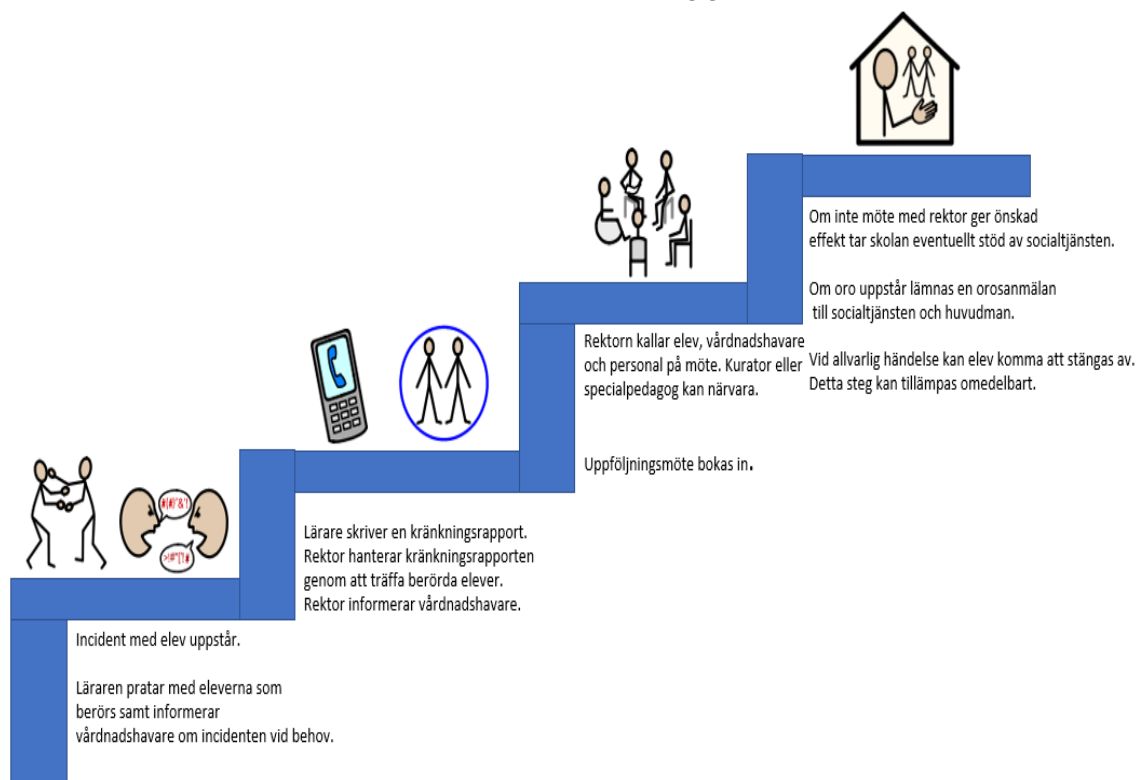 Incident med elev uppstår.
Läraren pratar med eleverna som
berörs samt informerar
vårdnadshavare om incidenten vid behov.
Lärare skriver en kränkningsrapport.
Rektor hanterar kränkningsrapporten
genom att träffa berörda elever.
Rektor informerar vårdnadshavare.
Rektorn kallar elev, vårdnadshavare
och personal på möte. Kurator eller
specialpedagog kan närvara.
Uppföljningsmöte bokas in.
Om inte möte med rektor ger önskad
effekt tar skolan eventuellt stöd av socialtjänsten.
Om oro uppstår lämnas en orosanmälan
till socialtjänsten och huvudman.
Vid allvarlig händelse kan elev komma att stängas av.
Detta steg kan tillämpas omedelbart.